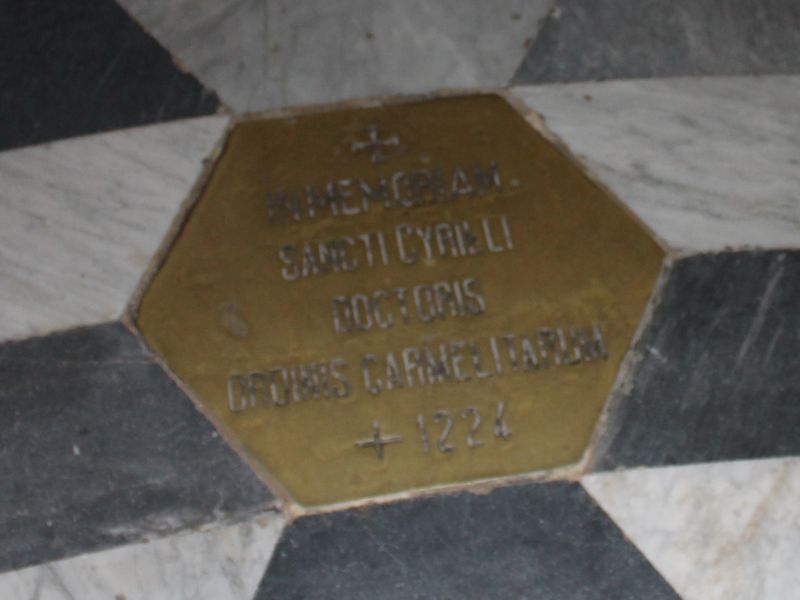 IN MEMORIAM.
SANCTI CYRILLI
DOCTORIS
ORDINIS CARMELITARUM
+ 1224